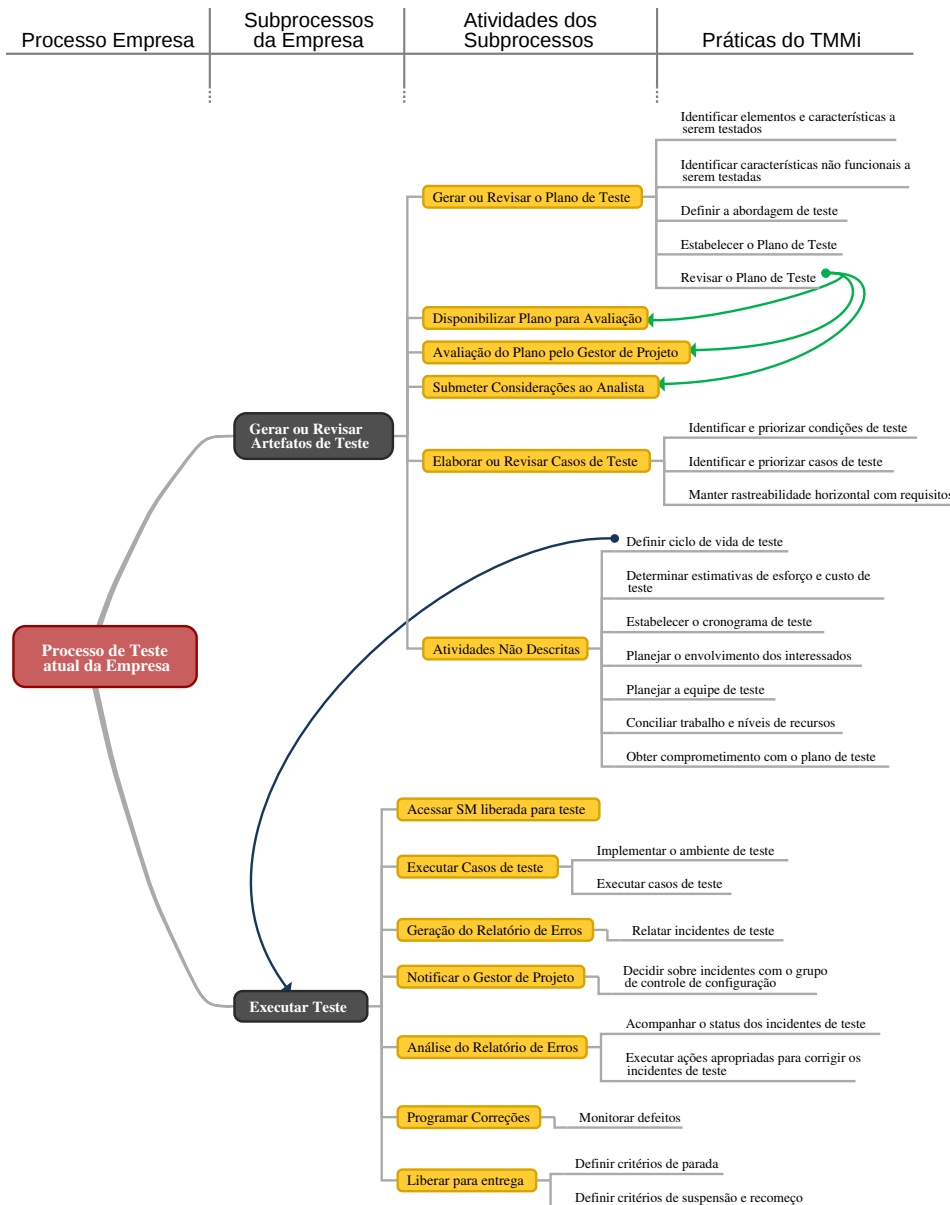 Processo Empresa
Subprocessos
da Empresa
Atividades dos
Subprocessos
Práticas do TMMi
Identificar elementos e características a
serem testados
Identificar características não funcionais a
serem testadas
Gerar ou Revisar o Plano de Teste
Definir a abordagem de teste
Estabelecer o Plano de Teste
Revisar o Plano de Teste
Disponibilizar Plano para Avaliação
Avaliação do Plano pelo Gestor de Projeto
Submeter Considerações ao Analista
Gerar ou Revisar
Artefatos de Teste
Identificar e priorizar condições de teste
Elaborar ou Revisar Casos de Teste
Identificar e priorizar casos de teste
Manter rastreabilidade horizontal com requisitos
Definir ciclo de vida de teste
Determinar estimativas de esforço e custo de
teste
Estabelecer o cronograma de teste
Processo de Teste
atual da Empresa
Atividades Não Descritas
Planejar o envolvimento dos interessados
Planejar a equipe de teste
Conciliar trabalho e níveis de recursos
Obter comprometimento com o plano de teste
Acessar SM liberada para teste
Implementar o ambiente de teste
Executar Casos de teste
Executar casos de teste
Geração do Relatório de Erros
Relatar incidentes de teste
Notificar o Gestor de Projeto
Decidir sobre incidentes com o grupo
de controle de configuração
Executar Teste
Acompanhar o status dos incidentes de teste
Análise do Relatório de Erros
Executar ações apropriadas para corrigir os
incidentes de teste
Programar Correções
Monitorar defeitos
Definir critérios de parada
Liberar para entrega
Definir critérios de suspensão e recomeço